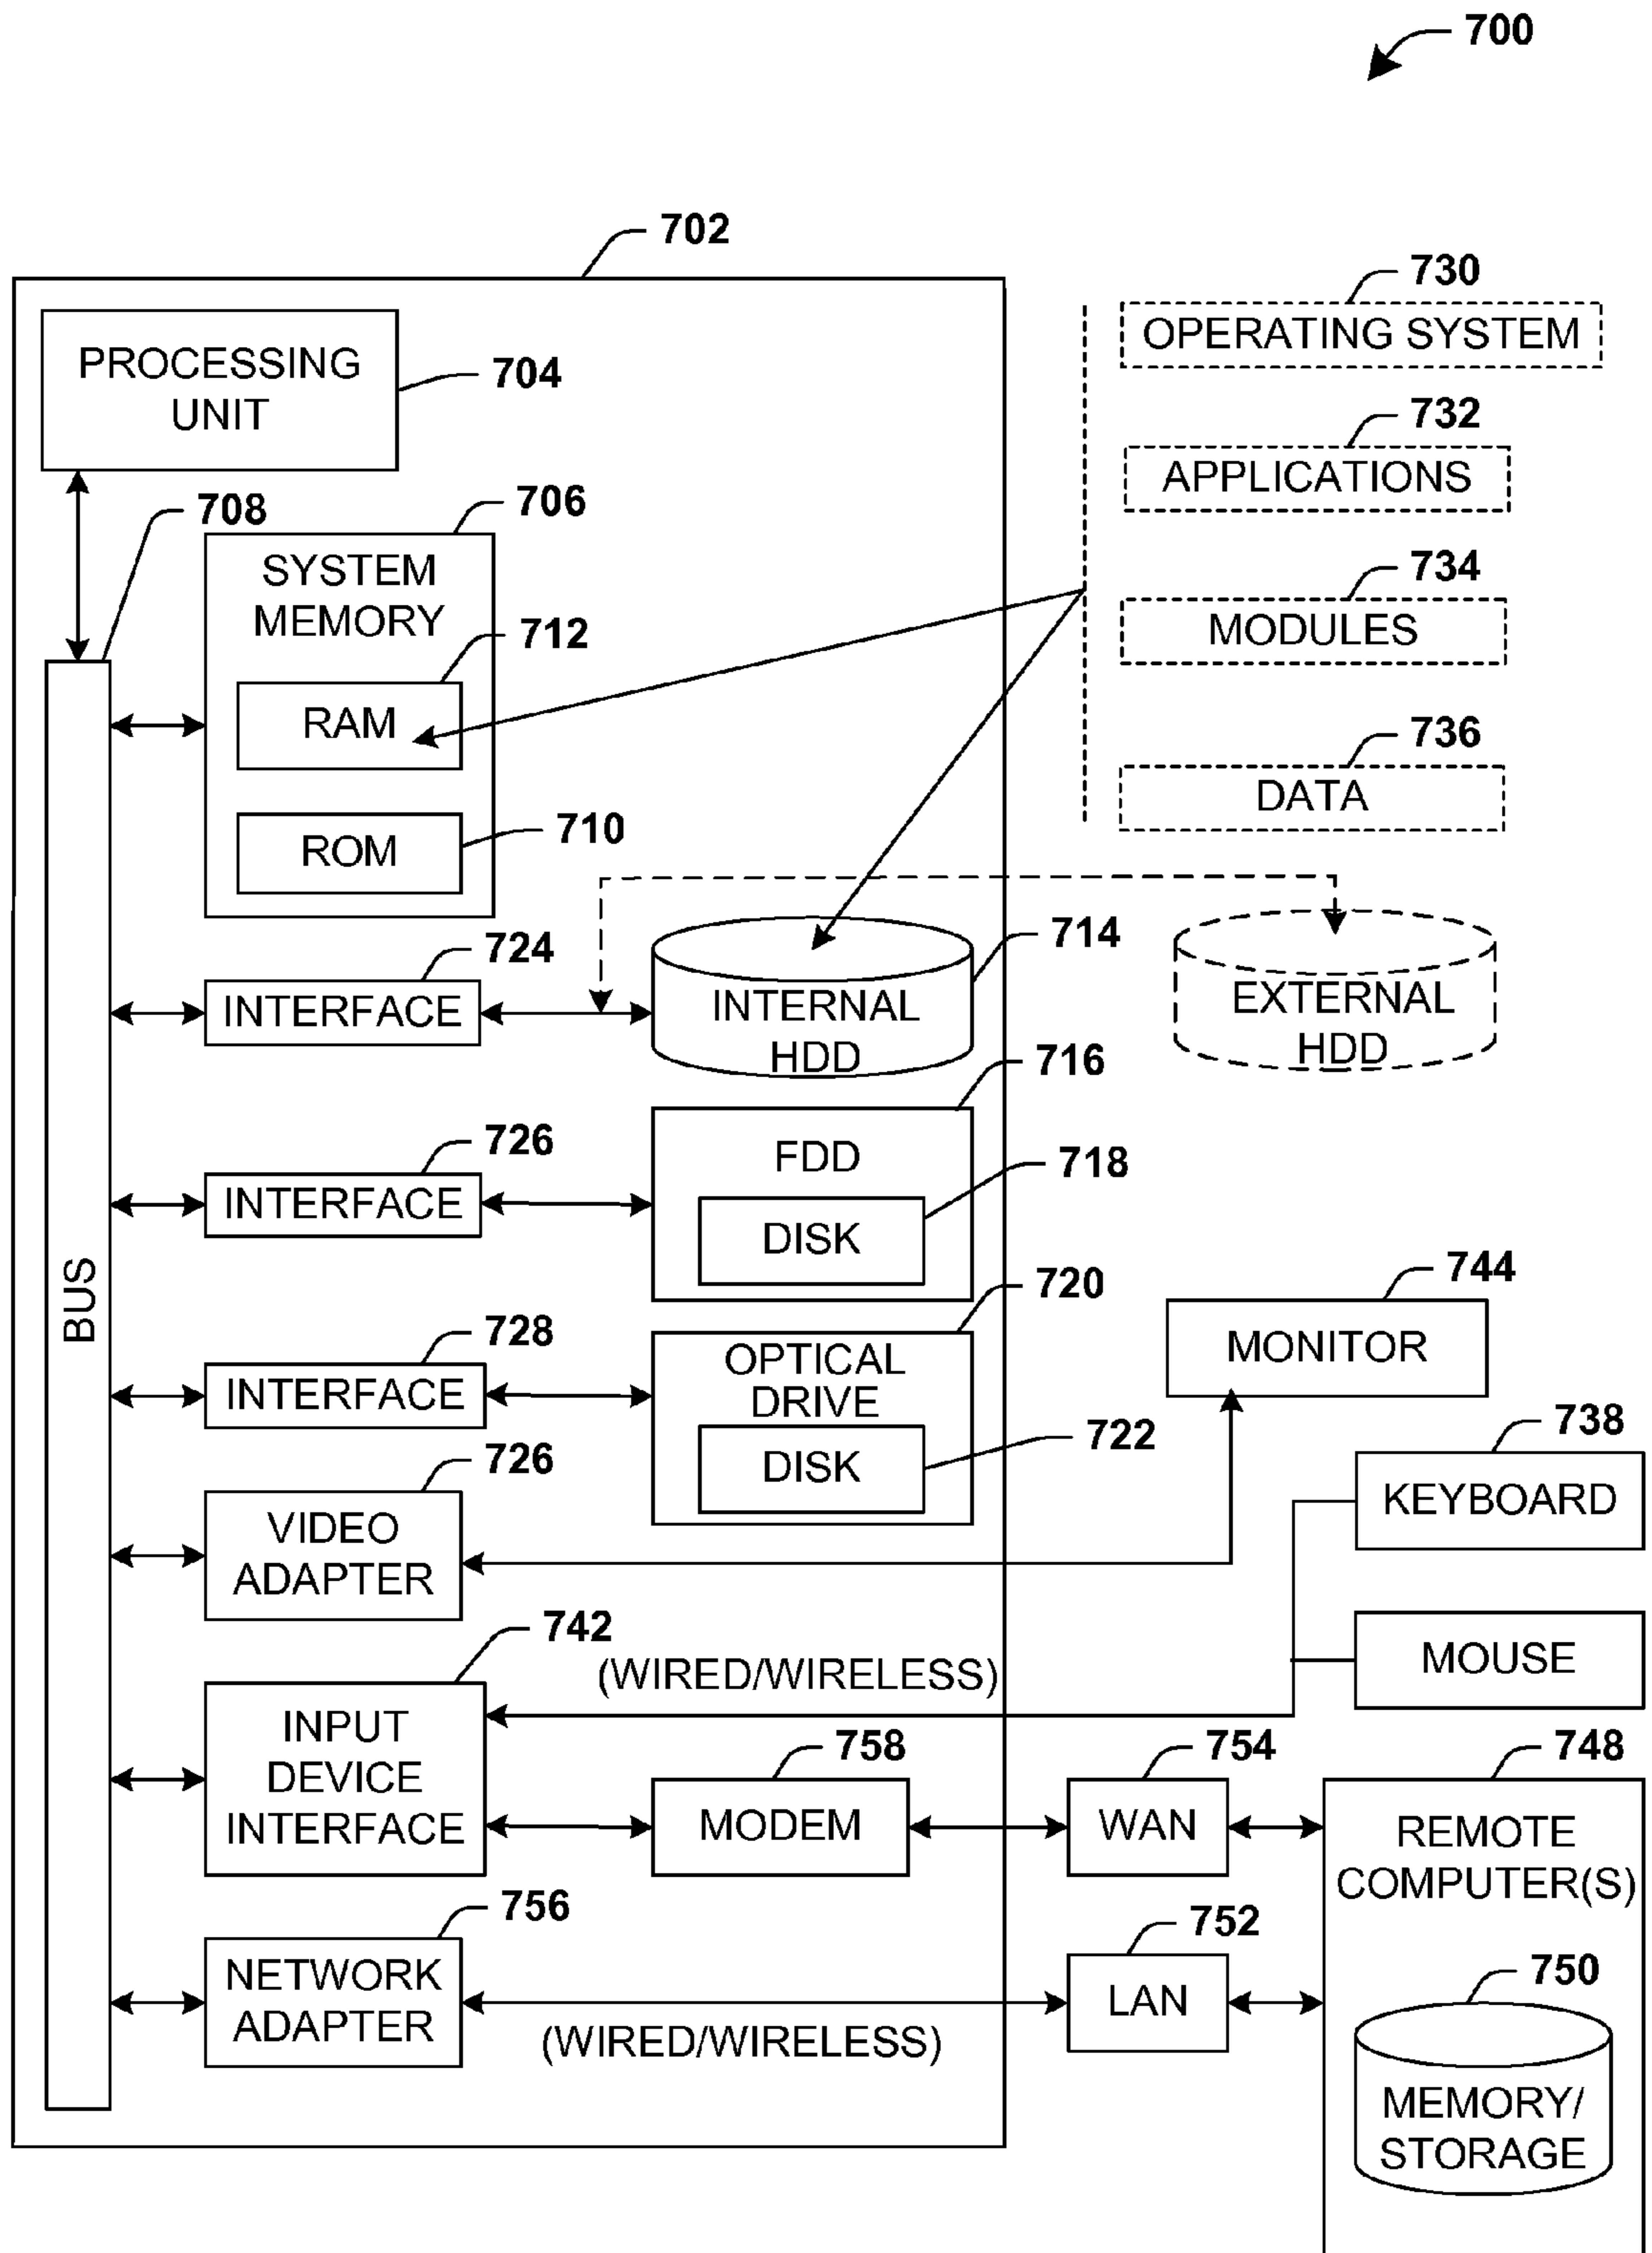 700
702
730
OPERATING SYSTEM
PROCESSING
UNIT
704
732
APPLICATIONS
708
706
SYSTEM
MEMORY
734
MODULES
712
RAM
736
DATA
710
ROM
724
INTERFACE
714
INTERNAL
HDD
EXTERNAL
HDD
716
726
INTERFACE
FDD
718
DISK
BUS
720
728
INTERFACE
OPTICAL
DRIVE
722
DISK
744
MONITOR
738
KEYBOARD
726
VIDEO
ADAPTER
742
(WIRED/WIRELESS)
MOUSE
INPUT
DEVICE
INTERFACE
758
MODEM
754
WAN
748
REMOTE
COMPUTER(S)
756
NETWORK
ADAPTER
(WIRED/WIRELESS)
752
LAN
750
MEMORY/
STORAGE